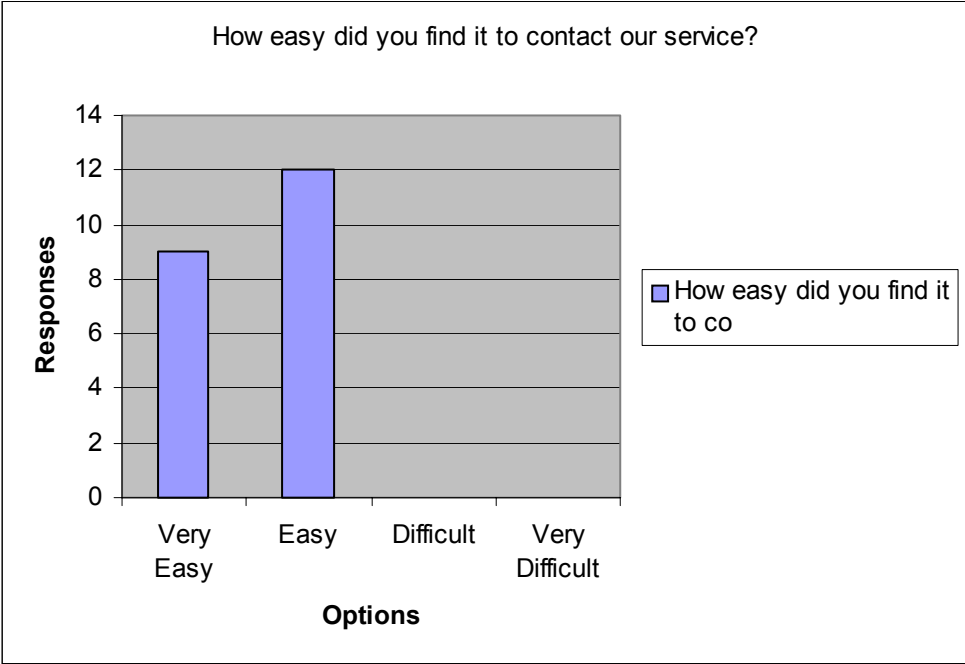 How easy did you find it to contact our service?
14
12
10
8
6
4
2
0
Responses
Very
Easy
Easy
Difficult
Very
Difficult
Options
How easy did you find it
to co